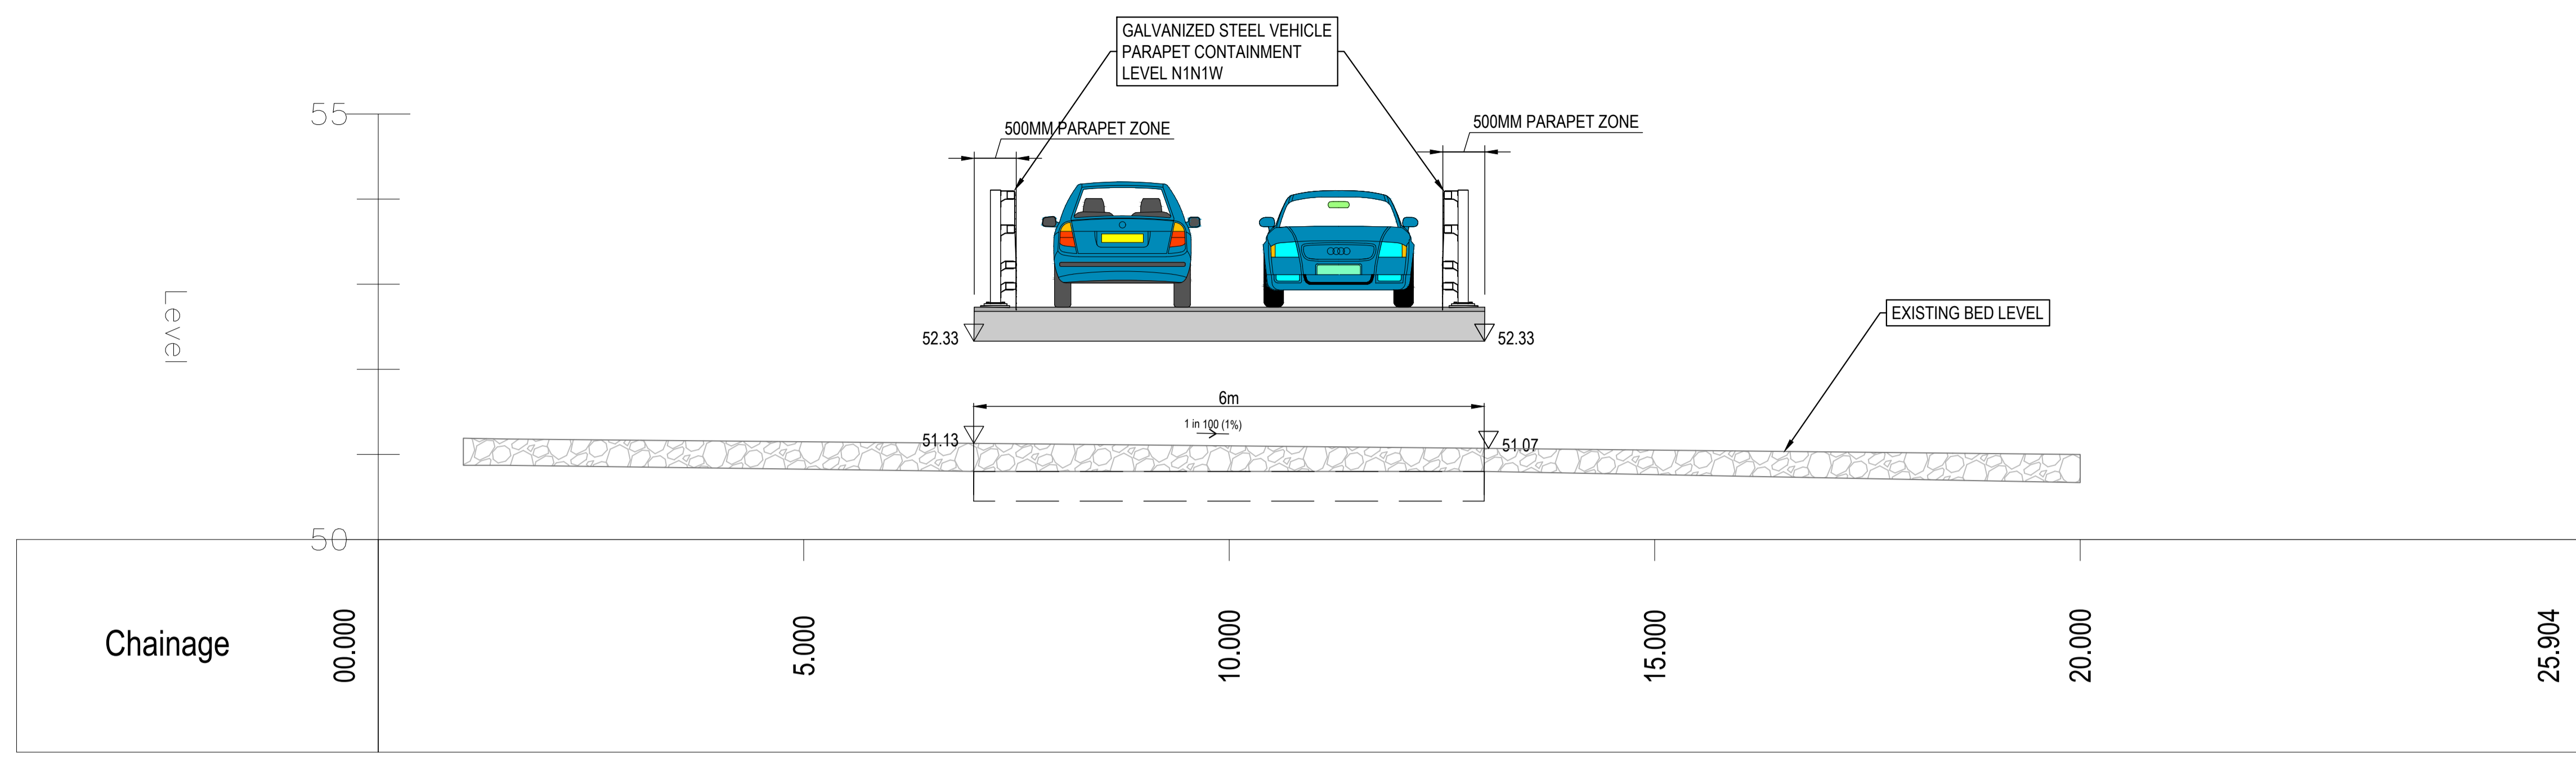 GALVANIZED STEEL VEHICLE
PARAPET CONTAINMENT
LEVEL N1N1W
55
500MM PARAPET ZONE
500MM PARAPET ZONE
Level
EXISTING BED LEVEL
52.33
52.33
6m
1 in 100 (1%)
51.13
51.07
50
Chainage
00.000
5.000
10.000
15.000
20.000
25.904